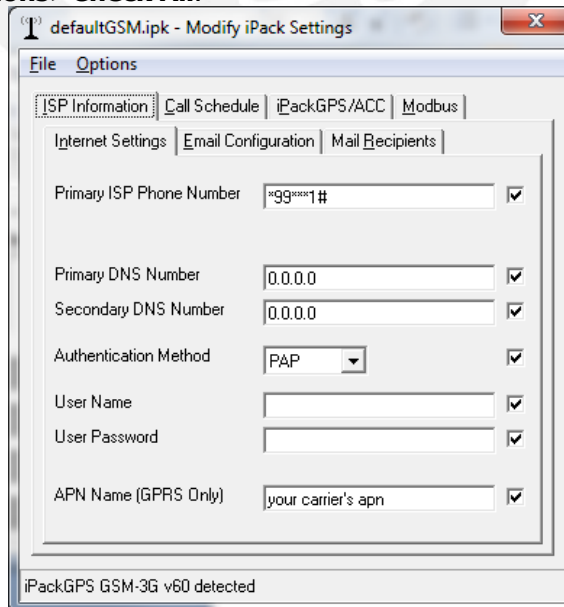 defaultGSM.ipk - Modify iPack Settings
File Options
ISP Information Call Schedule iPackGPS/ACC Modbus
Internet Settings Email Configuration Mail Recipients
Primary ISP Phone Number *99***1#
Primary DNS Number 0.0.0.0
Secondary DNS Number 0.0.0.0
Authentication Method PAP
User Name
User Password
APN Name (GPRS Only) your carrier's apn
iPackGPS GSM-3G v60 detected